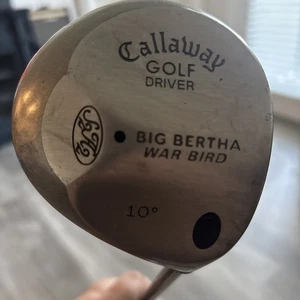 Callaway
GOLF
DRIVER
BIG BERTHA
WAR BIRD
10°